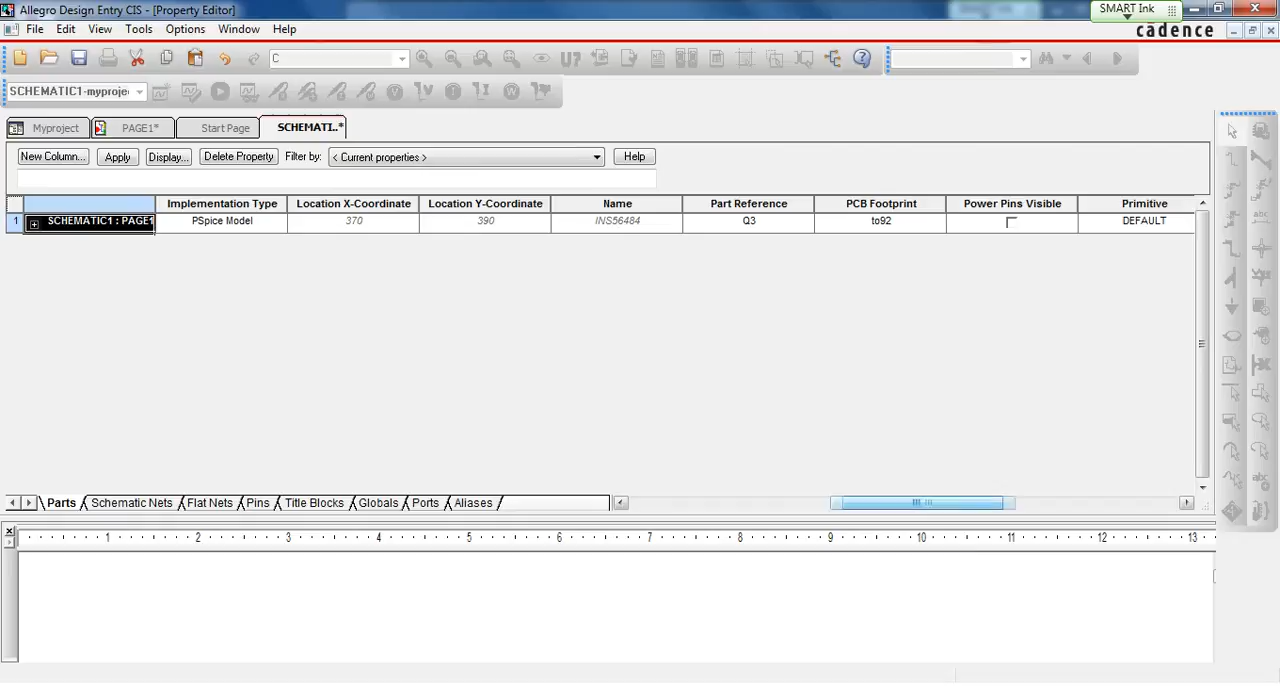 Allegro Design Entry CIS - [Property Editor]
SMART Ink
File Edit View Tools Options Window Help
cādence
C
U?
SCHEMATIC1-myproje
Myproject PAGE1* Start Page SCHEMATI..*
New Column... Apply Display... Delete Property Filter by: < Current properties > Help
Implementation Type Location X-Coordinate Location Y-Coordinate Name Part Reference PCB Footprint Power Pins Visible Primitive
1 SCHEMATIC1 : PAGE1 PSpice Model 370 390 INS56484 Q3 to92 DEFAULT
Parts Schematic Nets Flat Nets Pins Title Blocks Globals Ports Aliases
1 2 3 4 5 6 7 8 9 10 11 12 13